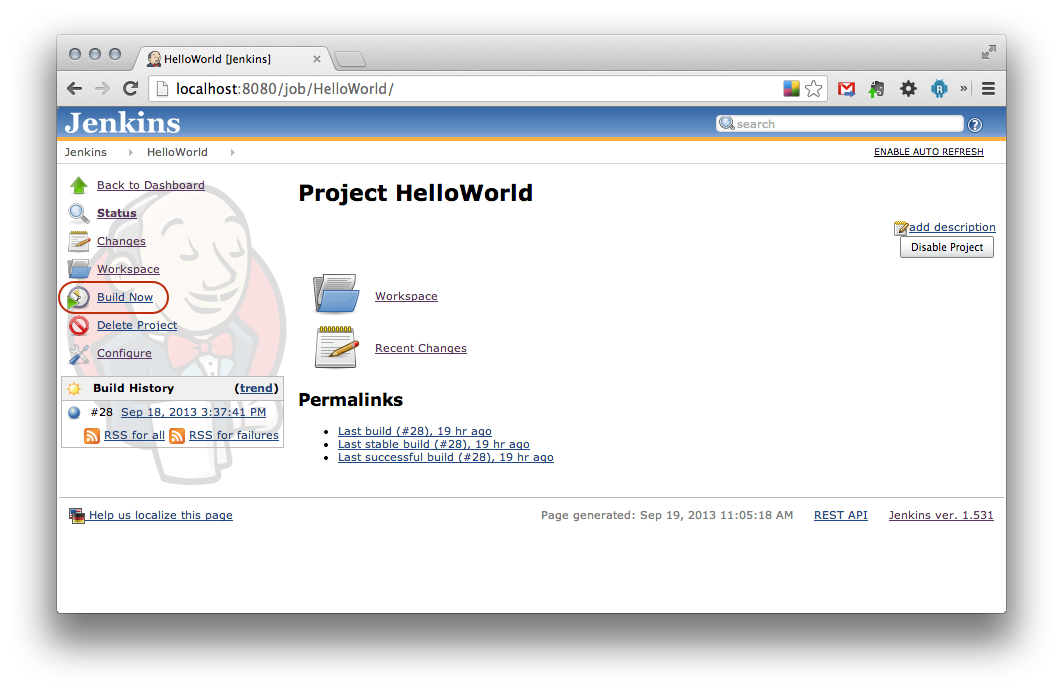 HelloWorld [Jenkins]
localhost:8080/job/HelloWorld/
R
»
Jenkins
search
?
Jenkins HelloWorld
ENABLE AUTO REFRESH
Back to Dashboard
Status
Changes
Workspace
Build Now
Delete Project
Configure
Build History (trend)
#28 Sep 18, 2013 3:37:41 PM
RSS for all RSS for failures
Project HelloWorld
add description
Disable Project
Workspace
Recent Changes
Permalinks
Last build (#28), 19 hr ago
Last stable build (#28), 19 hr ago
Last successful build (#28), 19 hr ago
Help us localize this page
Page generated: Sep 19, 2013 11:05:18 AM REST API Jenkins ver. 1.531